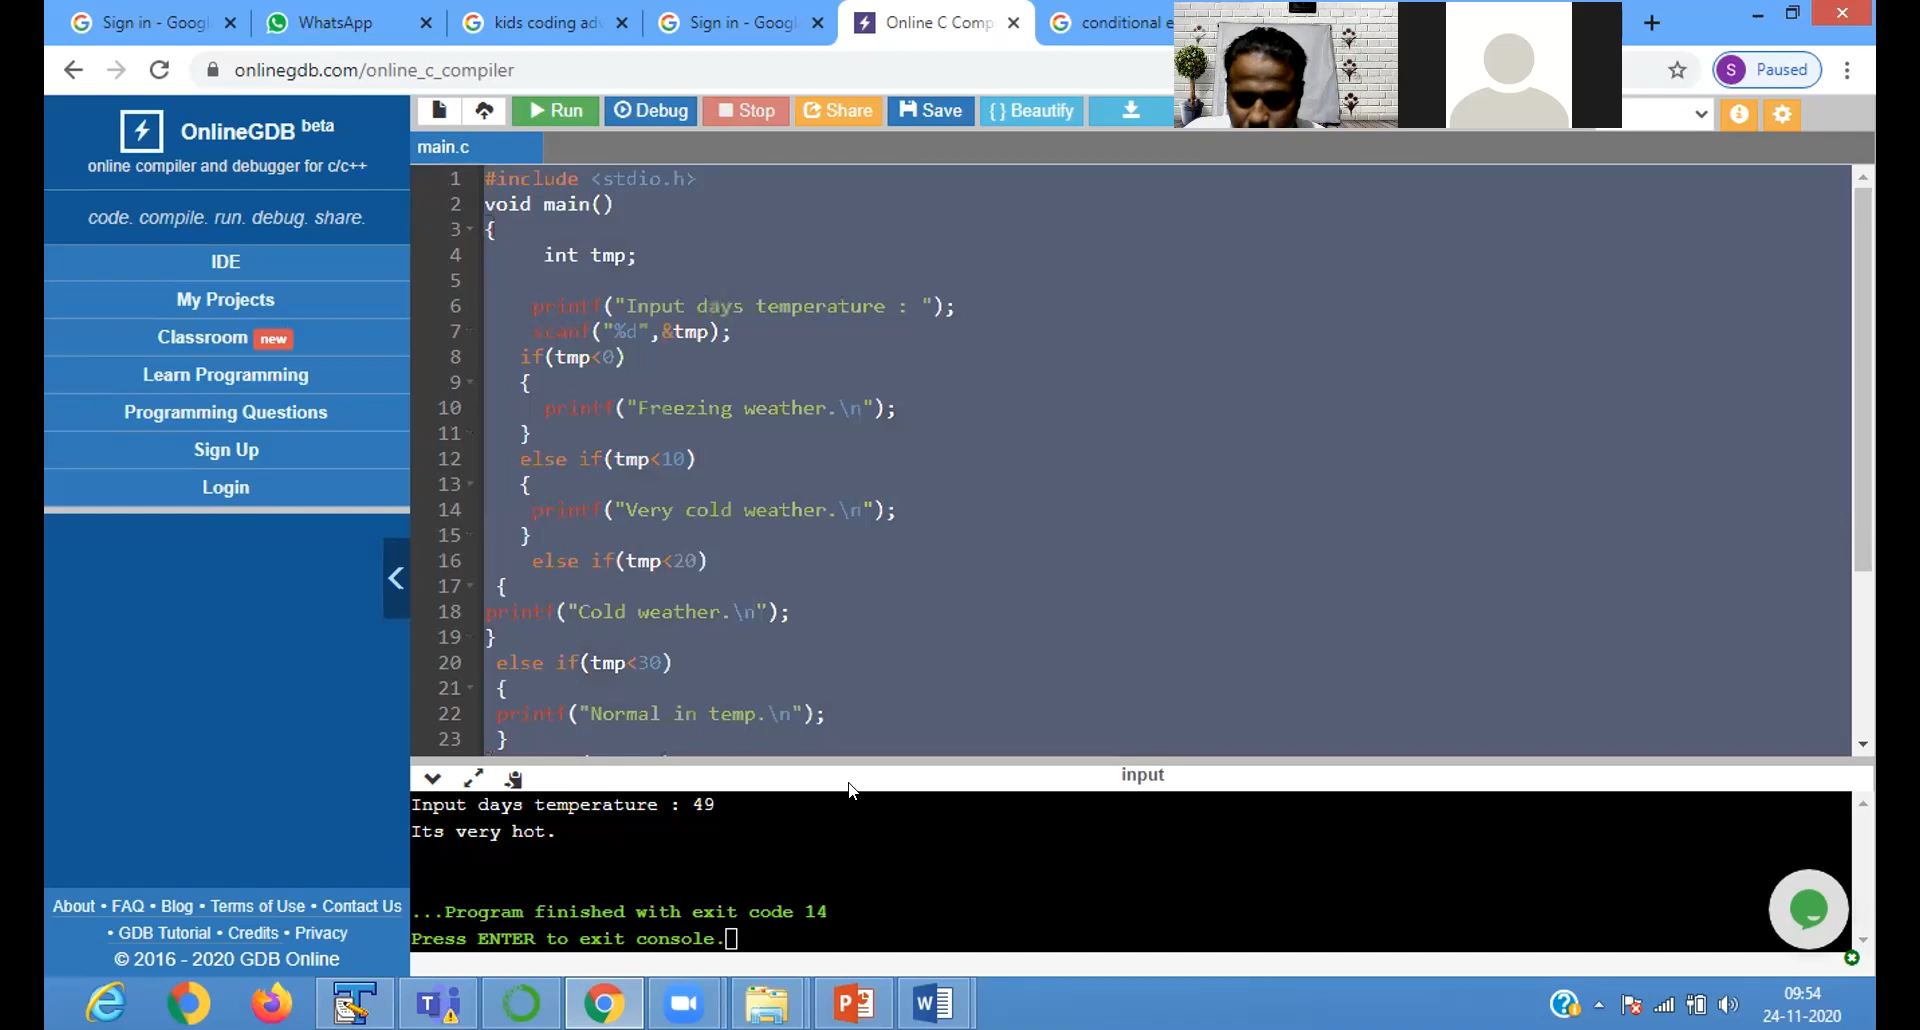 Sign in - Googl
WhatsApp
kids coding adv
Sign in - Googl
Online C Comp
conditional e
onlinegdb.com/online_c_compiler
S Paused
OnlineGDB beta
online compiler and debugger for c/c++
code. compile. run. debug. share.
IDE
My Projects
Classroom new
Learn Programming
Programming Questions
Sign Up
Login
About • FAQ • Blog • Terms of Use • Contact Us
• GDB Tutorial • Credits • Privacy
© 2016 - 2020 GDB Online
Run Debug Stop Share Save { } Beautify
main.c
1 #include <stdio.h>
2 void main()
3 {
4 int tmp;
5
6 printf("Input days temperature : ");
7 scanf("%d",&tmp);
8 if(tmp<0)
9 {
10 printf("Freezing weather.\n");
11 }
12 else if(tmp<10)
13 {
14 printf("Very cold weather.\n");
15 }
16 else if(tmp<20)
17 {
18 printf("Cold weather.\n");
19 }
20 else if(tmp<30)
21 {
22 printf("Normal in temp.\n");
23 }
input
Input days temperature : 49
Its very hot.
...Program finished with exit code 14
Press ENTER to exit console.
09:54
24-11-2020